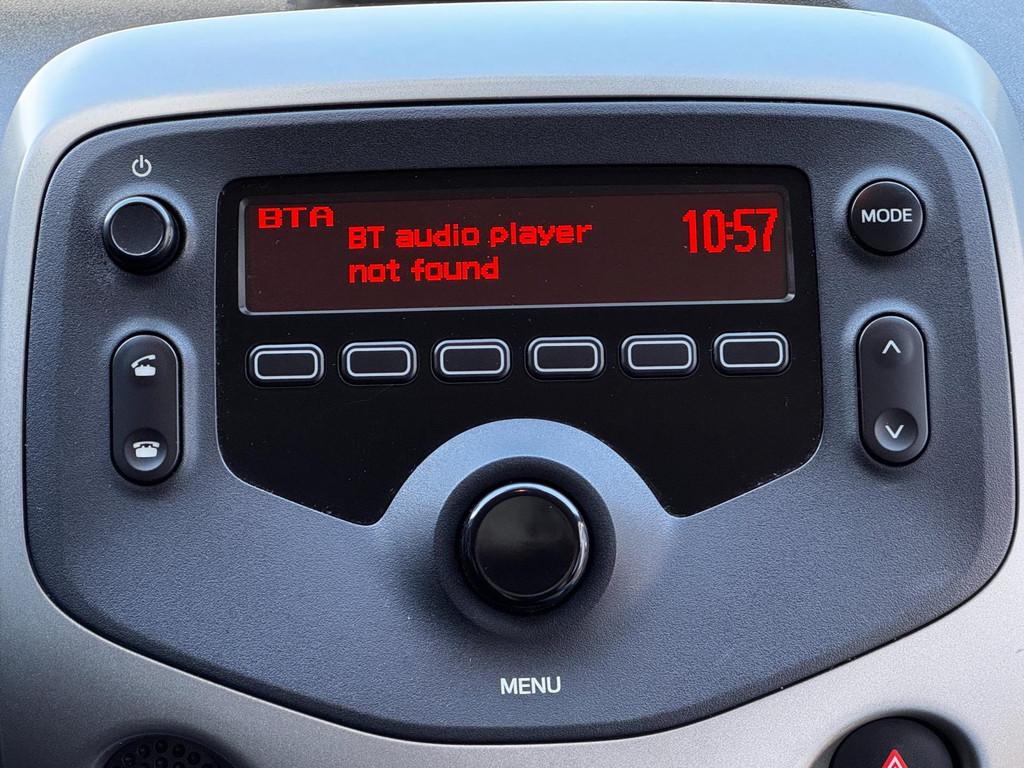 BTA
BT audio player
not found
10:57
MODE
MENU